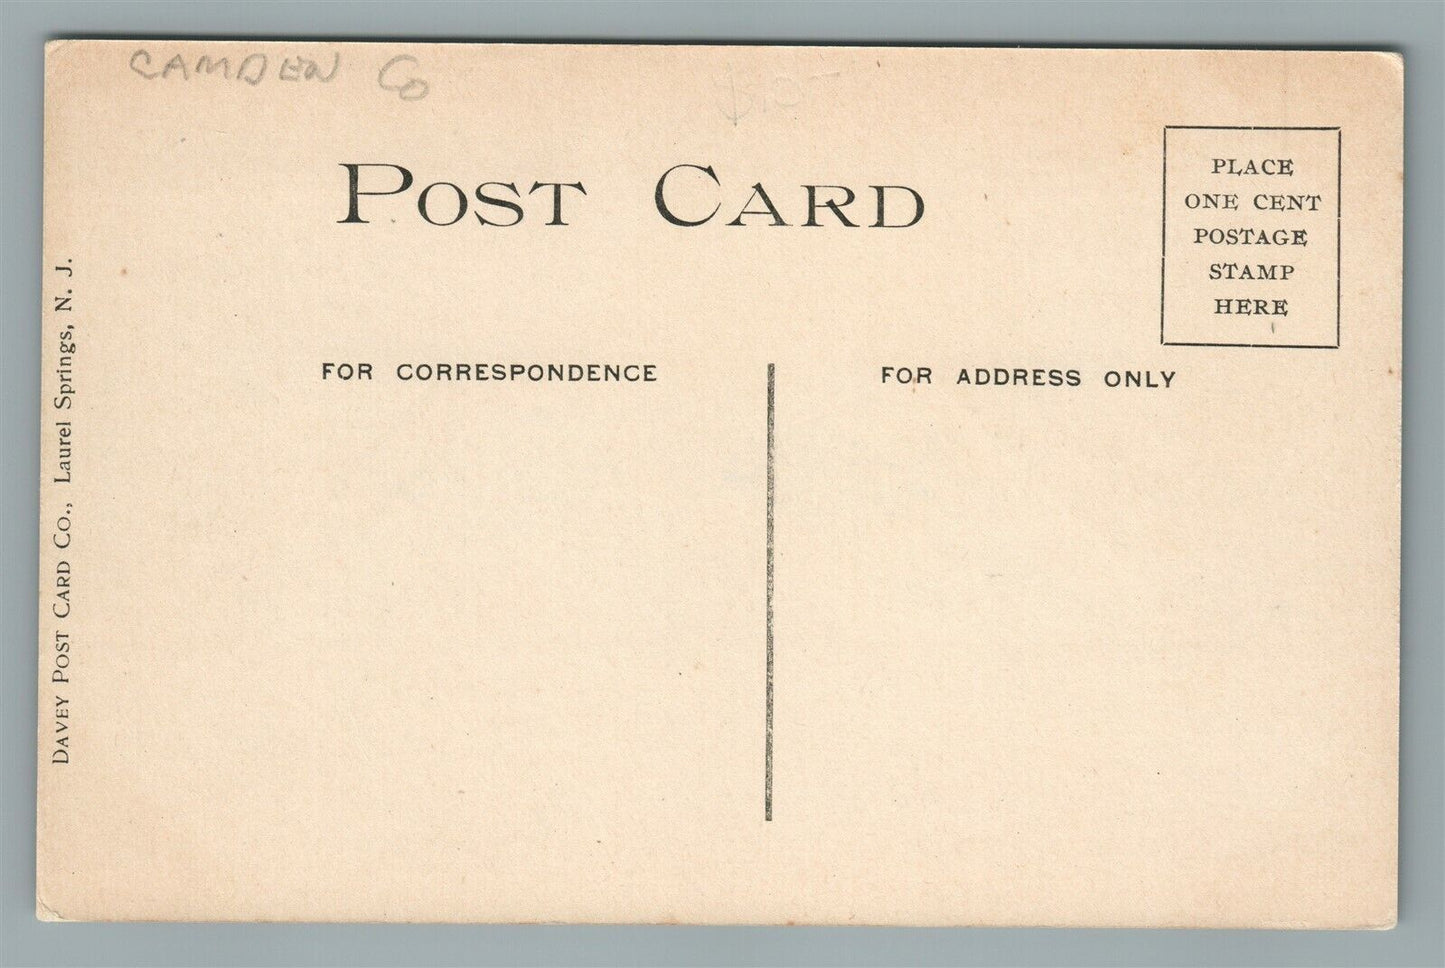 CAMDEN Co
POST CARD
PLACE
ONE CENT
POSTAGE
STAMP
HERE
FOR CORRESPONDENCE
FOR ADDRESS ONLY
DAVEY POST CARD CO., Laurel Springs, N. J.